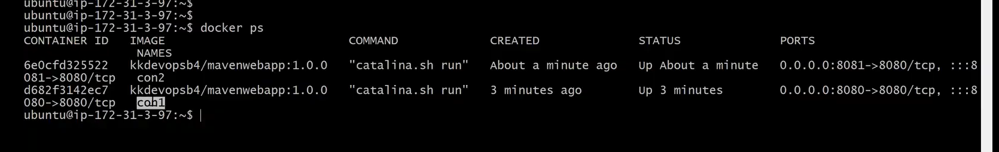 ubuntu@ip-172-31-3-97:~$
ubuntu@ip-172-31-3-97:~$
ubuntu@ip-172-31-3-97:~$ docker ps
CONTAINER ID   IMAGE                           COMMAND             CREATED              STATUS              PORTS
                NAMES
6e0cfd325522   kkdevopsb4/mavenwebapp:1.0.0   "catalina.sh run"   About a minute ago   Up About a minute   0.0.0.0:8081->8080/tcp, :::8
081->8080/tcp   con2
d682f3142ec7   kkdevopsb4/mavenwebapp:1.0.0   "catalina.sh run"   3 minutes ago        Up 3 minutes        0.0.0.0:8080->8080/tcp, :::8
080->8080/tcp   con1
ubuntu@ip-172-31-3-97:~$